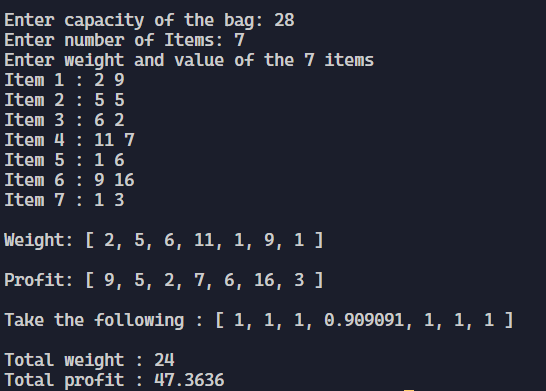 Enter capacity of the bag: 28
Enter number of Items: 7
Enter weight and value of the 7 items
Item 1 : 2 9
Item 2 : 5 5
Item 3 : 6 2
Item 4 : 11 7
Item 5 : 1 6
Item 6 : 9 16
Item 7 : 1 3
Weight: [ 2, 5, 6, 11, 1, 9, 1 ]
Profit: [ 9, 5, 2, 7, 6, 16, 3 ]
Take the following : [ 1, 1, 1, 0.909091, 1, 1, 1 ]
Total weight : 24
Total profit : 47.3636